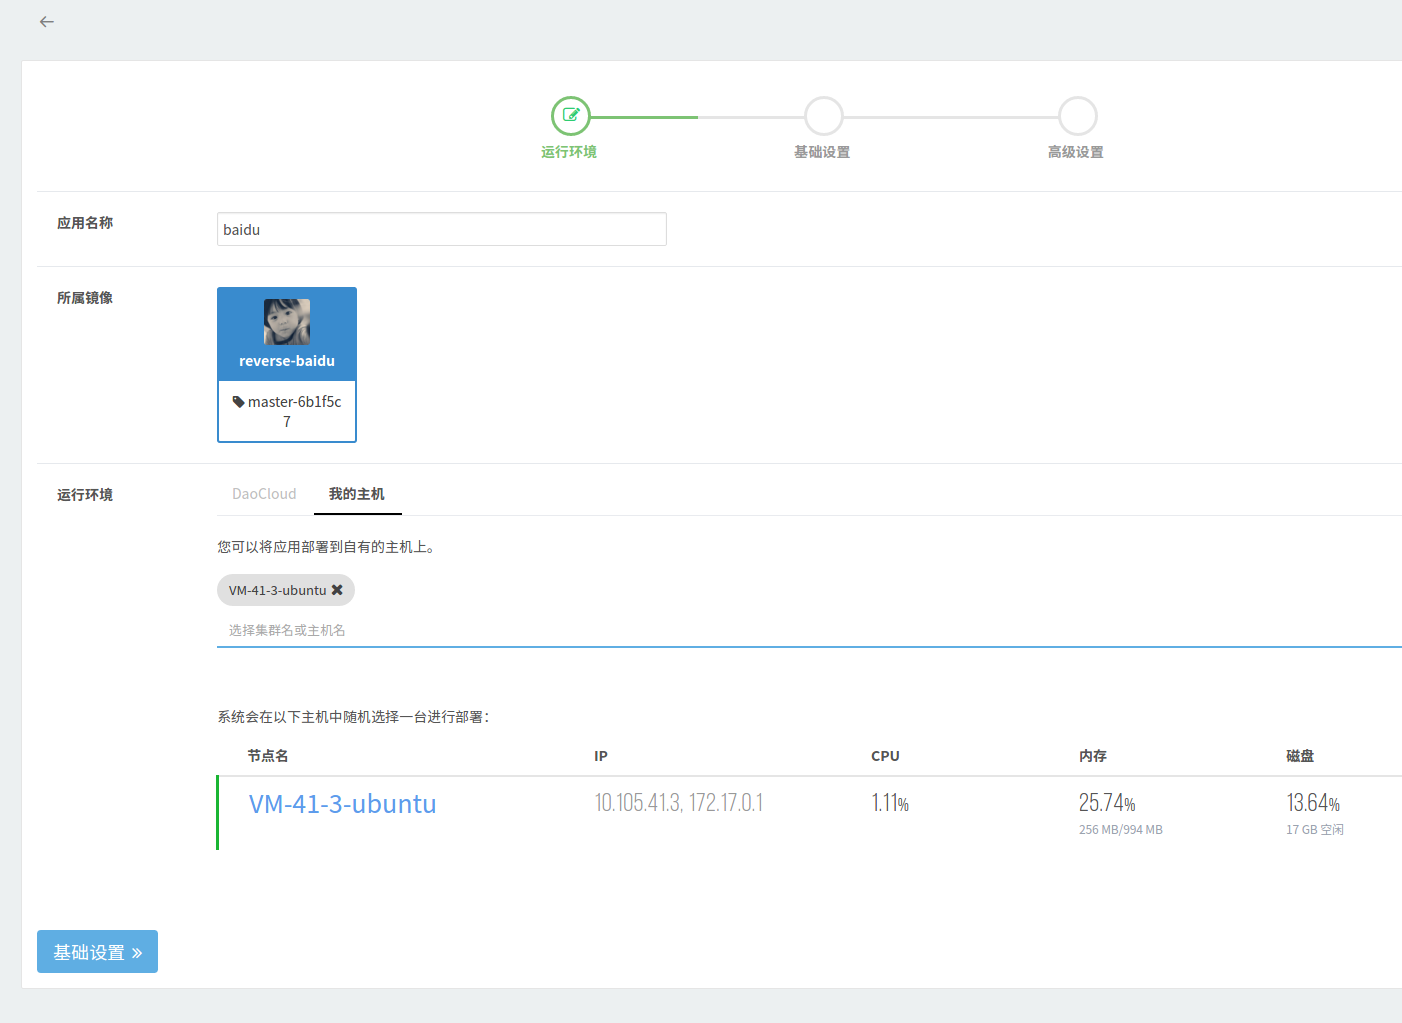 运行环境
基础设置
高级设置
应用名称
baidu
所属镜像
reverse-baidu
master-6b1f5c
7
运行环境
DaoCloud
我的主机
您可以将应用部署到自有的主机上。
VM-41-3-ubuntu
选择集群名或主机名
系统会在以下主机中随机选择一台进行部署：
节点名 IP CPU 内存 磁盘
VM-41-3-ubuntu 10.105.41.3, 172.17.0.1 1.11% 25.74% 13.64%
256 MB/994 MB 17 GB 空闲
基础设置 »